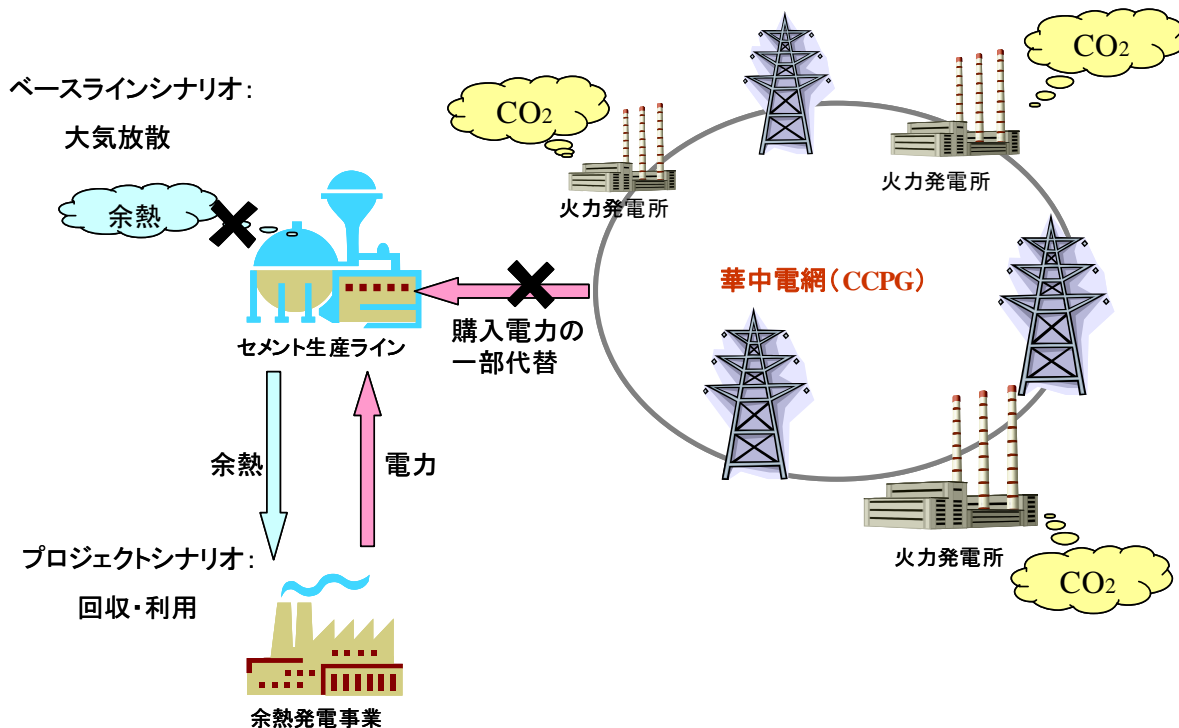 ベースラインシナリオ：
大気放散
余熱
セメント生産ライン
購入電力の
一部代替
余熱
電力
プロジェクトシナリオ：
回収・利用
余熱発電事業
CO2
火力発電所
CO2
火力発電所
華中電網（CCPG）
火力発電所
CO2